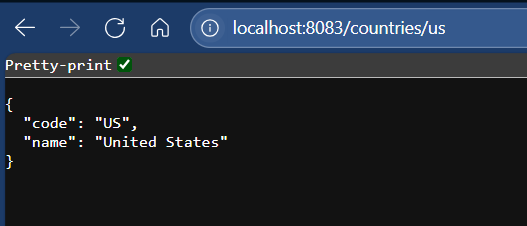 localhost:8083/countries/us
Pretty-print
{
  "code": "US",
  "name": "United States"
}